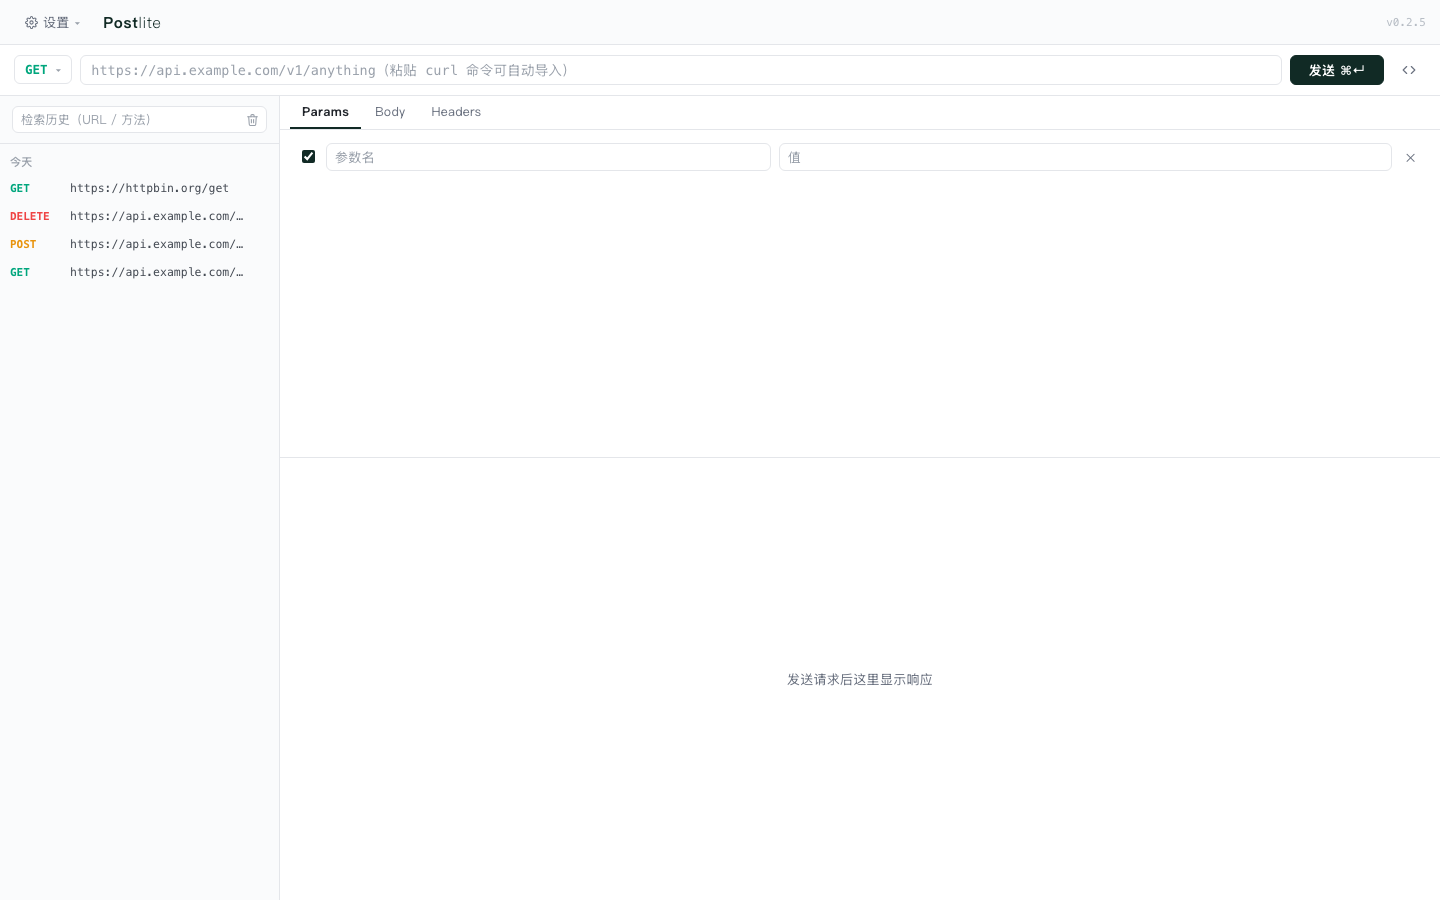 设置 Postlite v0.2.5
GET https://api.example.com/v1/anything (粘贴 curl 命令可自动导入) 发送 ⌘↵ <>
检索历史 (URL / 方法) Params Body Headers
参数名 值
今天
GET https://httpbin.org/get
DELETE https://api.example.com/…
POST https://api.example.com/…
GET https://api.example.com/…
发送请求后这里显示响应